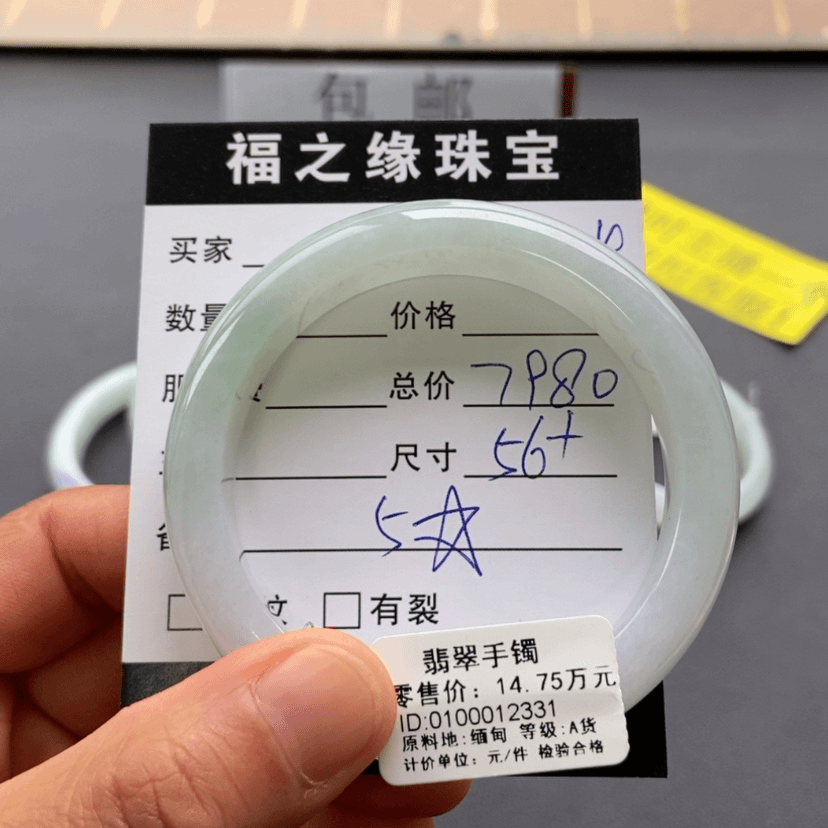 包邮
福之缘珠宝
买家
数量 价格
总价 7980
尺寸 56+
5☆
有裂
翡翠手镯
零售价：14.75万元
ID:0100012331
原料地:缅甸 等级:A货
计价单位：元/件 检验合格